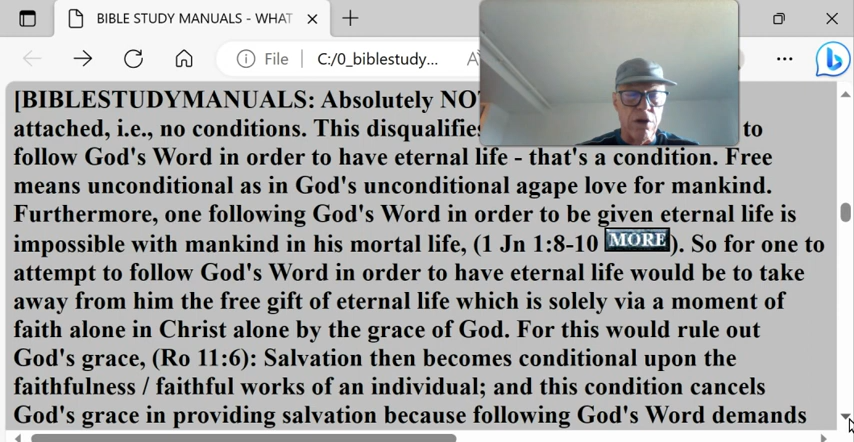 BIBLE STUDY MANUALS - WHAT
File
C:/0_biblestudy...
[BIBLESTUDYMANUALS: Absolutely
attached, i.e., no conditions. This to
follow God's Word in order to have eternal life - that's a condition. Free
means unconditional as in God's unconditional agape love for mankind.
Furthermore, one following God's Word in order to be given eternal life is
impossible with mankind in his mortal life, (1 Jn 1:8-10 MORE). So for one to
attempt to follow God's Word in order to have eternal life would be to take
away from him the free gift of eternal life which is solely via a moment of
faith alone in Christ alone by the grace of God. For this would rule out
God's grace, (Ro 11:6): Salvation then becomes conditional upon the
faithfulness / faithful works of an individual; and this condition cancels
God's grace in providing salvation because following God's Word demands